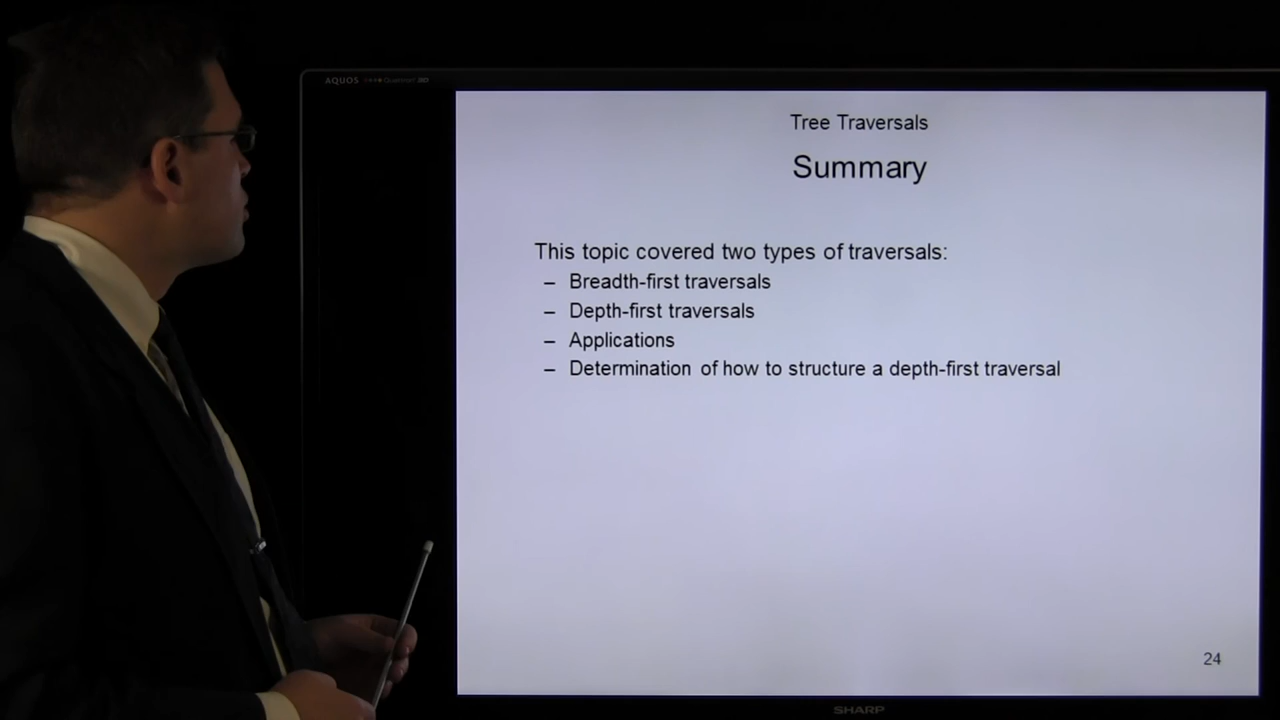 AQUOS
Tree Traversals
Summary
This topic covered two types of traversals:
– Breadth-first traversals
– Depth-first traversals
– Applications
– Determination of how to structure a depth-first traversal
24
SHARP